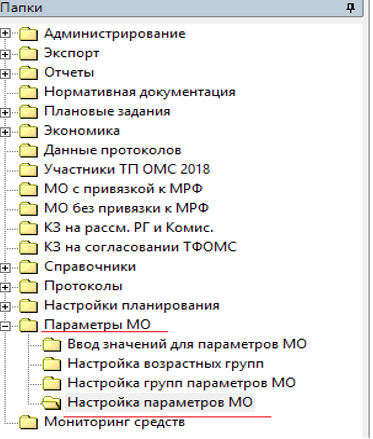 Папки
Администрирование
Экспорт
Отчеты
Нормативная документация
Плановые задания
Экономика
Данные протоколов
Участники ТП ОМС 2018
МО с привязкой к МРФ
МО без привязки к МРФ
КЗ на рассм. РГ и Комис.
КЗ на согласовании ТФОМС
Справочники
Протоколы
Настройки планирования
Параметры МО
Ввод значений для параметров МО
Настройка возрастных групп
Настройка групп параметров МО
Настройка параметров МО
Мониторинг средств